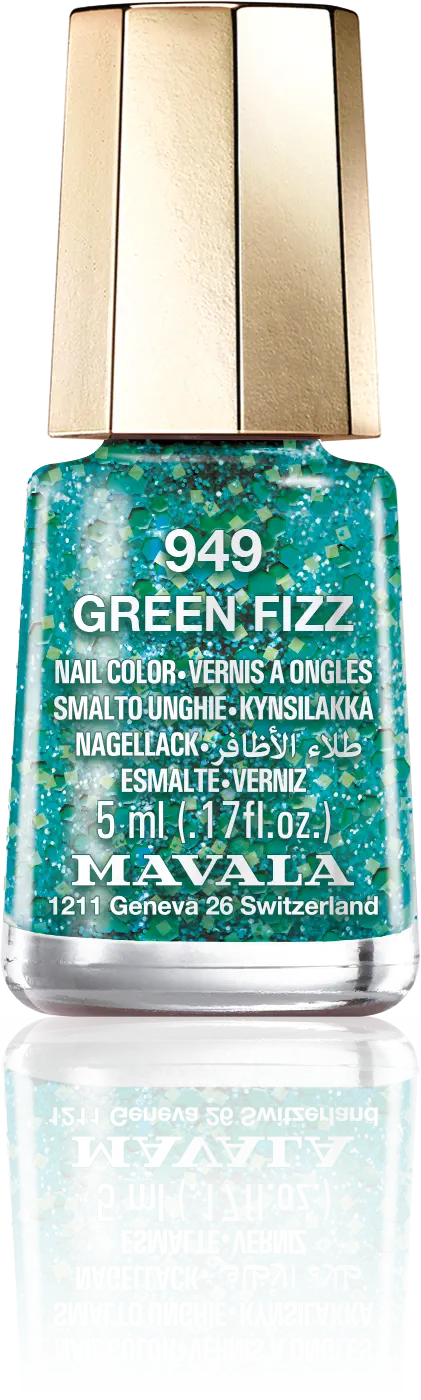 949
GREEN FIZZ
NAIL COLOR•VERNIS A ONGLES
SMALTO UNGHIE•KYNSILAKKA
NAGELLACK•طلاء الأظافر
ESMALTE•VERNIZ
5 ml (.17fl.oz.)
MAVALA
1211 Geneva 26 Switzerland